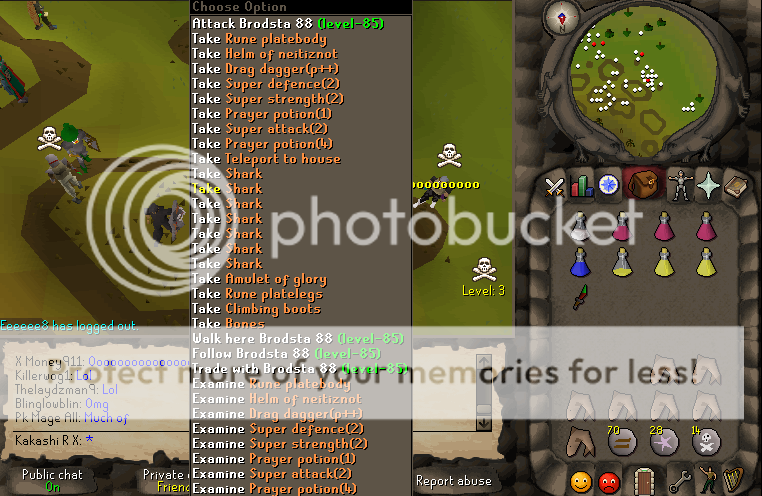 Choose Option
Attack Brodsta 88 (level-85)
Take Rune platebody
Take Helm of neitiznot
Take Drag dagger(p++)
Take Super defence(2)
Take Super strength(2)
Take Prayer potion(1)
Take Super attack(2)
Take Prayer potion(4)
Take Teleport to house
Take Shark
Take Shark
Take Shark
Take Shark
Take Shark
Take Shark
Take Shark
Take Amulet of glory
Take Rune platelegs
Take Climbing boots
Take Bones
Walk here Brodsta 88 (level-85)
Follow Brodsta 88 (level-85)
Trade with Brodsta 88 (level-85)
Examine Rune platebody
Examine Helm of neitiznot
Examine Drag dagger(p++)
Examine Super defence(2)
Examine Super strength(2)
Examine Prayer potion(1)
Examine Super attack(2)
Examine Prayer potion(4)
N
photobucket
Level: 3
Eeeeee8 has logged out.
Protect more of your memories for less!
Killerwog1: Lol
Blingloublin: Omg
Pk Mage All: Much of
Kakashi R X: *
70 28 14
Public chat
On
Private
Friend
Report abuse